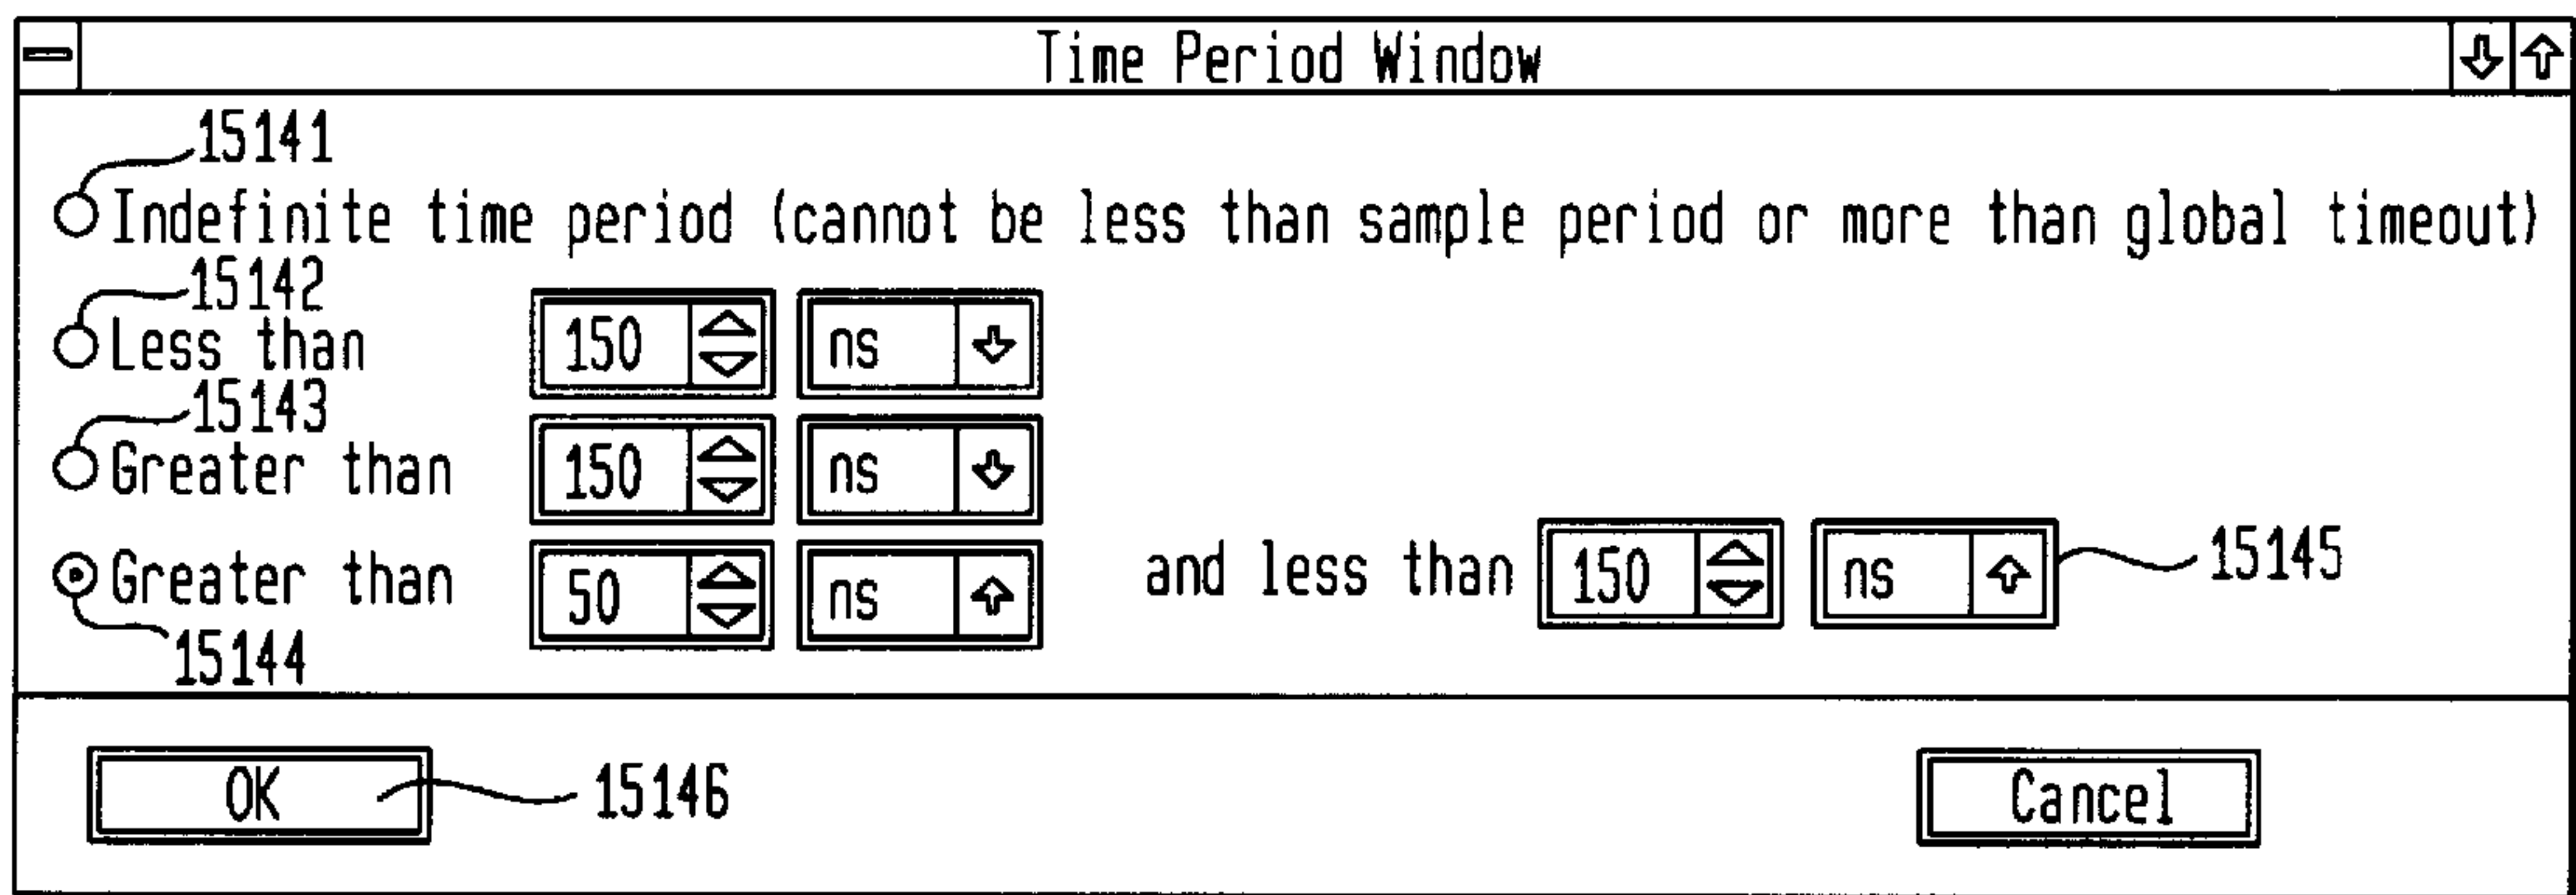 Time Period Window
15141
Indefinite time period (cannot be less than sample period or more than global timeout)
15142
Less than 150 ns
15143
Greater than 150 ns
Greater than 50 ns and less than 150 ns 15145
15144
OK 15146 Cancel